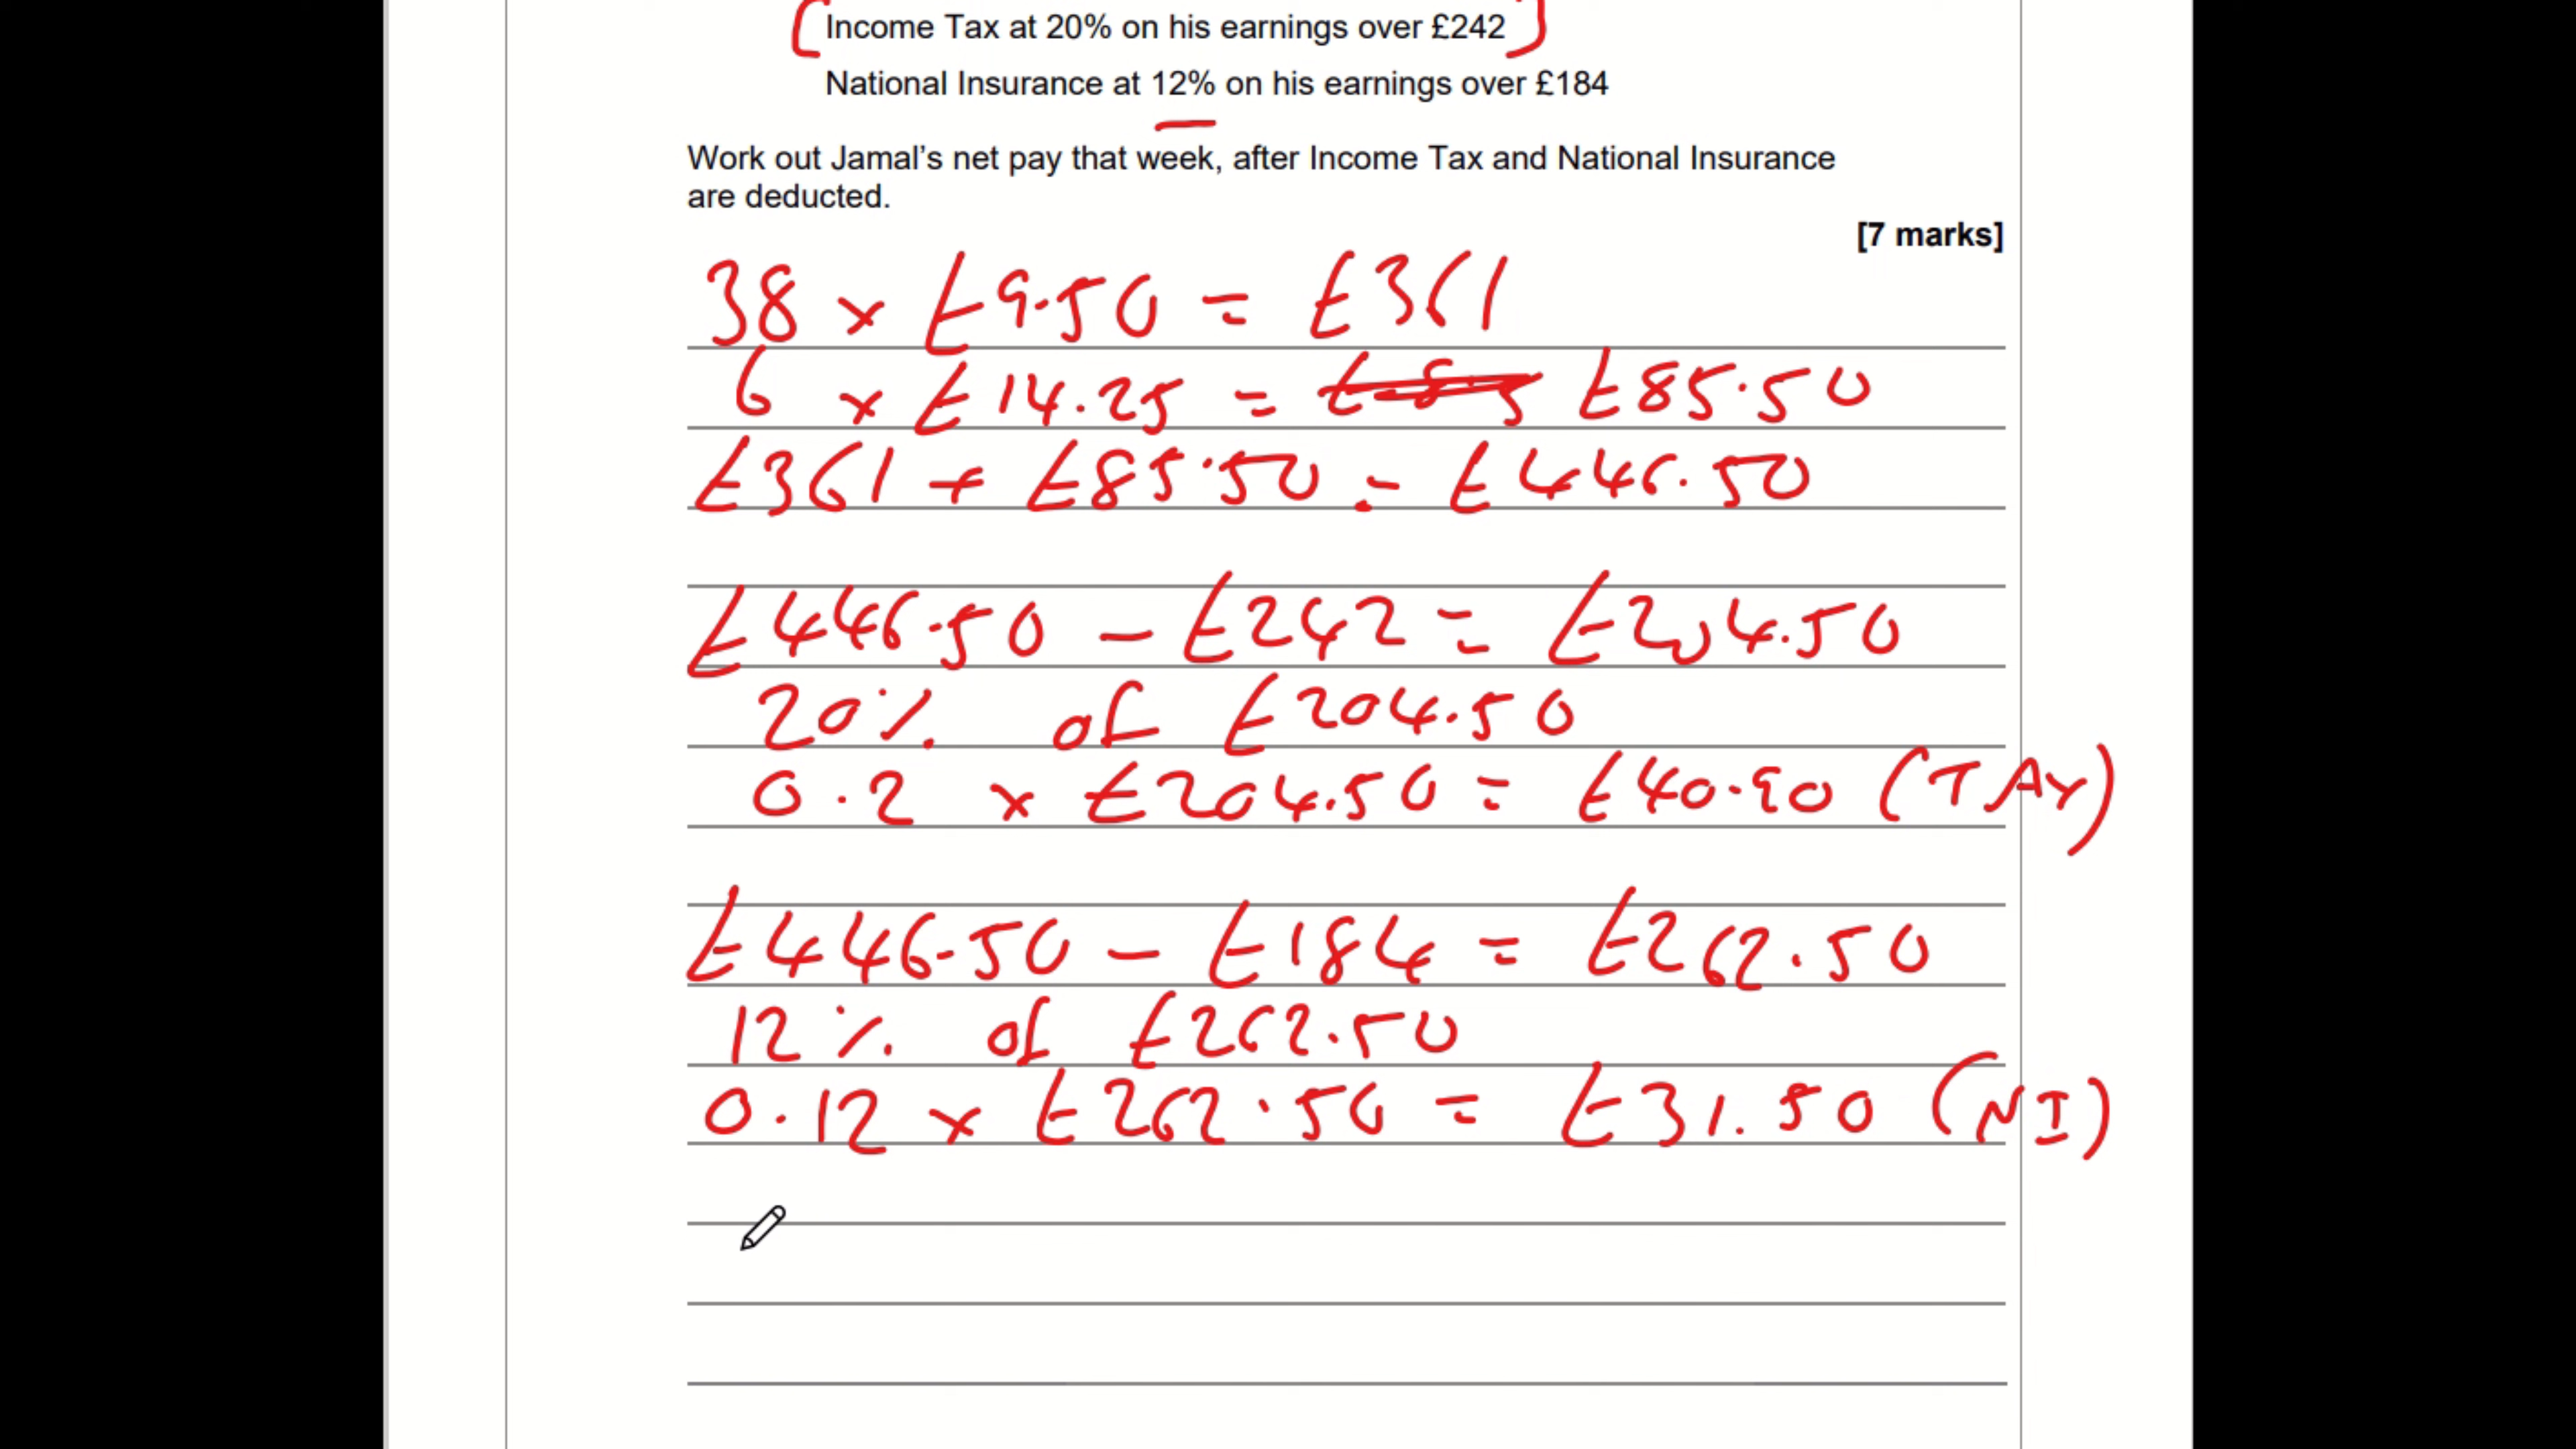 Income Tax at 20% on his earnings over £242
National Insurance at 12% on his earnings over £184
Work out Jamal's net pay that week, after Income Tax and National Insurance
are deducted.
[7 marks]
38 × £9.50 = £361
6 × £14.25 = £85.50
£361 + £85.50 = £446.50
£446.50 - £242 = £204.50
20% of £204.50
0.2 × £204.50 = £40.90 (TAX)
£446.50 - £184 = £262.50
12% of £262.50
0.12 × £262.50 = £31.50 (NI)